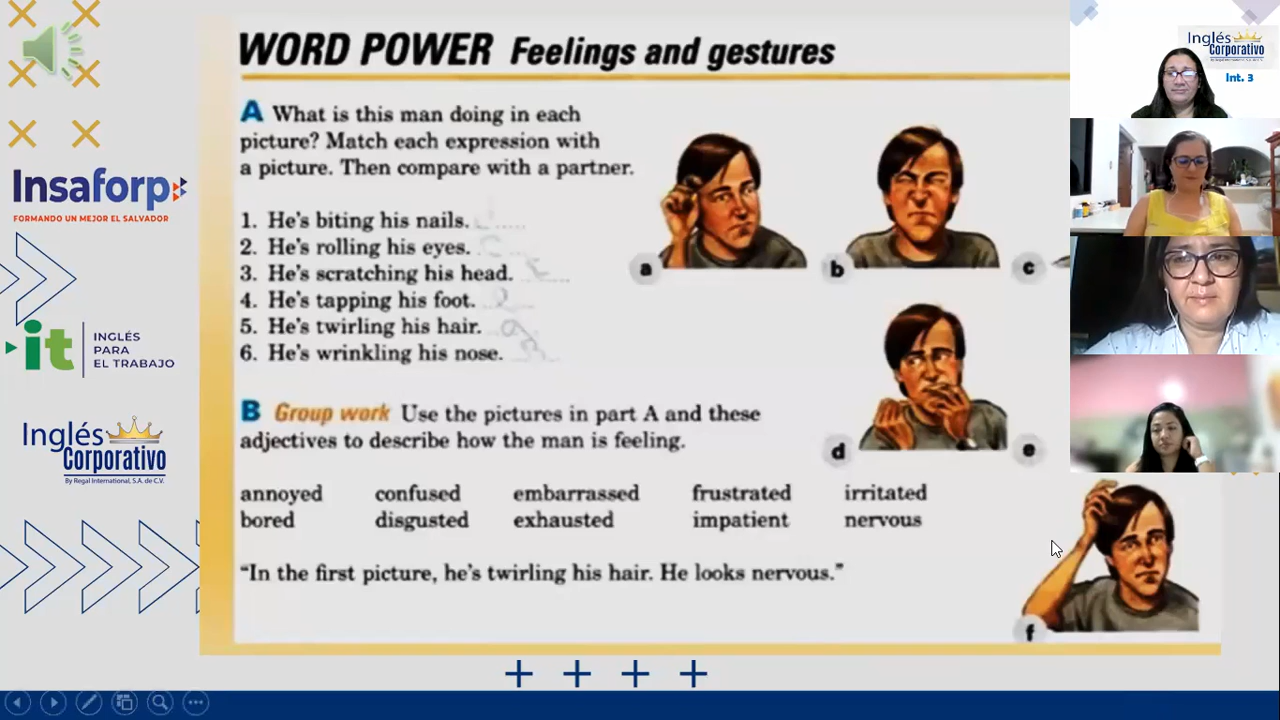 WORD POWER Feelings and gestures
A What is this man doing in each
picture? Match each expression with
a picture. Then compare with a partner.
1. He's biting his nails.
2. He's rolling his eyes.
3. He's scratching his head.
4. He's tapping his foot.
5. He's twirling his hair.
6. He's wrinkling his nose.
a
b
c
d
e
f
B Group work Use the pictures in part A and these
adjectives to describe how the man is feeling.
annoyed confused embarrassed frustrated irritated
bored disgusted exhausted impatient nervous
"In the first picture, he's twirling his hair. He looks nervous."
Insaforp
FORMANDO UN MEJOR EL SALVADOR
it INGLÉS
PARA
EL TRABAJO
Inglés
Corporativo
By Regal International, S.A. de C.V.
Inglés
Corporativo
Int. 3